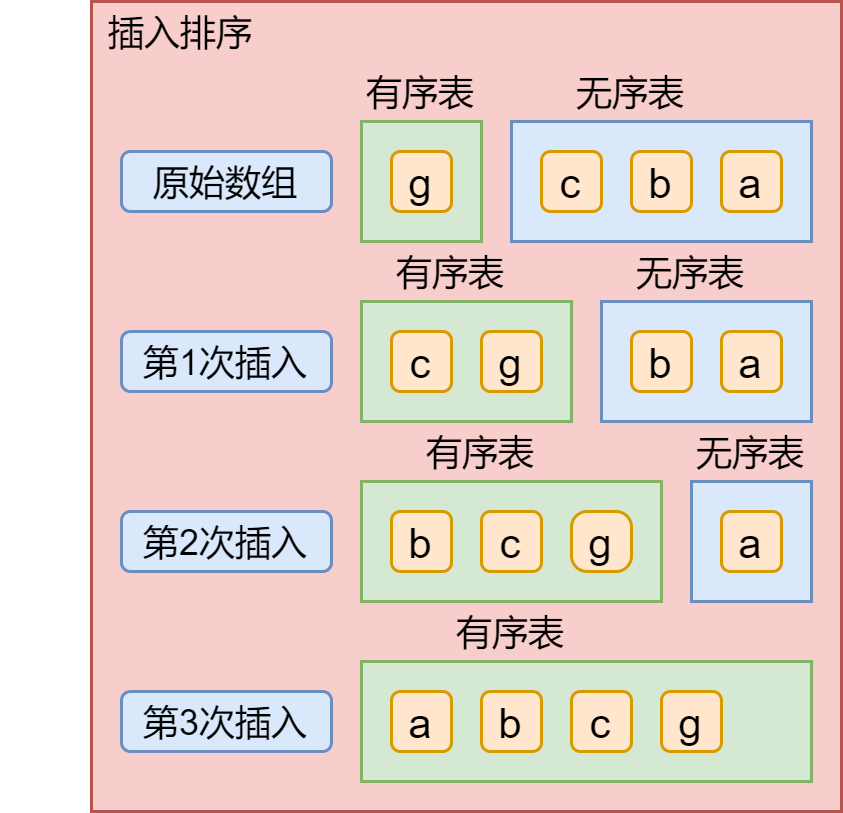 插入排序
有序表 无序表
原始数组 g c b a
有序表 无序表
第1次插入 c g b a
有序表 无序表
第2次插入 b c g a
有序表
第3次插入 a b c g